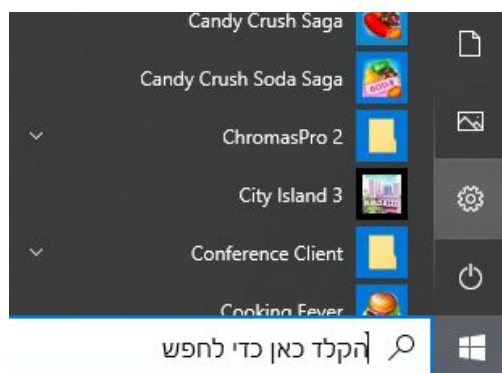 Candy Crush Saga
Candy Crush Soda Saga
ChromasPro 2
City Island 3
Conference Client
Cooking Fever
הקלד כאן כדי לחפש